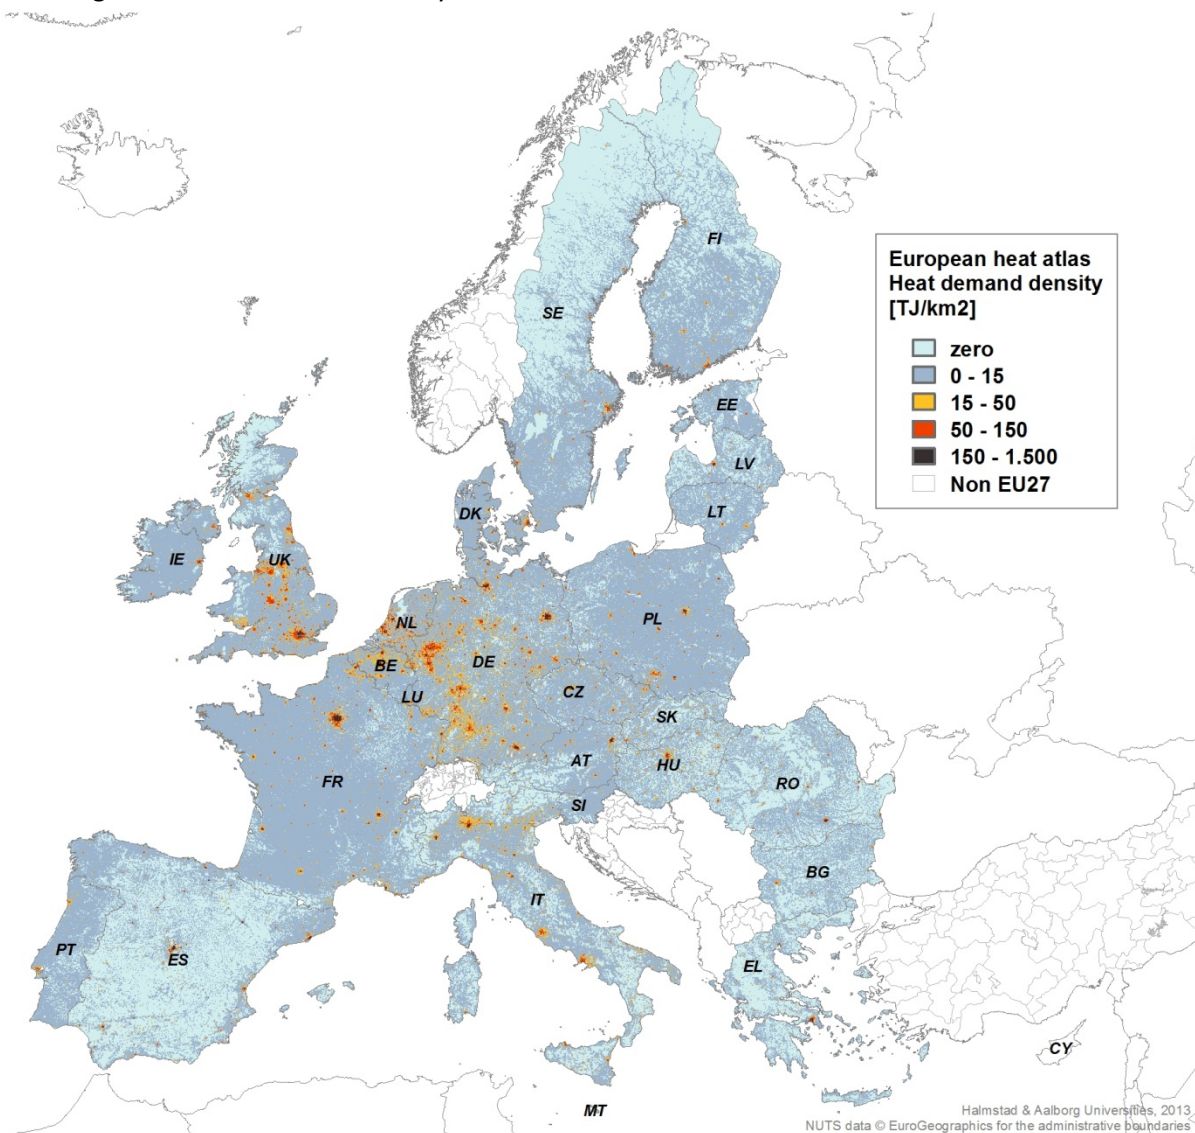 FI
SE
EE
LV
LT
DK
IE
UK
NL
PL
BE
DE
LU
CZ
SK
AT
HU
FR
RO
SI
BG
IT
PT
ES
EL
CY
MT
European heat atlas
Heat demand density
[TJ/km2]
zero
0 - 15
15 - 50
50 - 150
150 - 1.500
Non EU27
Halmstad & Aalborg Universities, 2013
NUTS data © EuroGeographics for the administrative boundaries